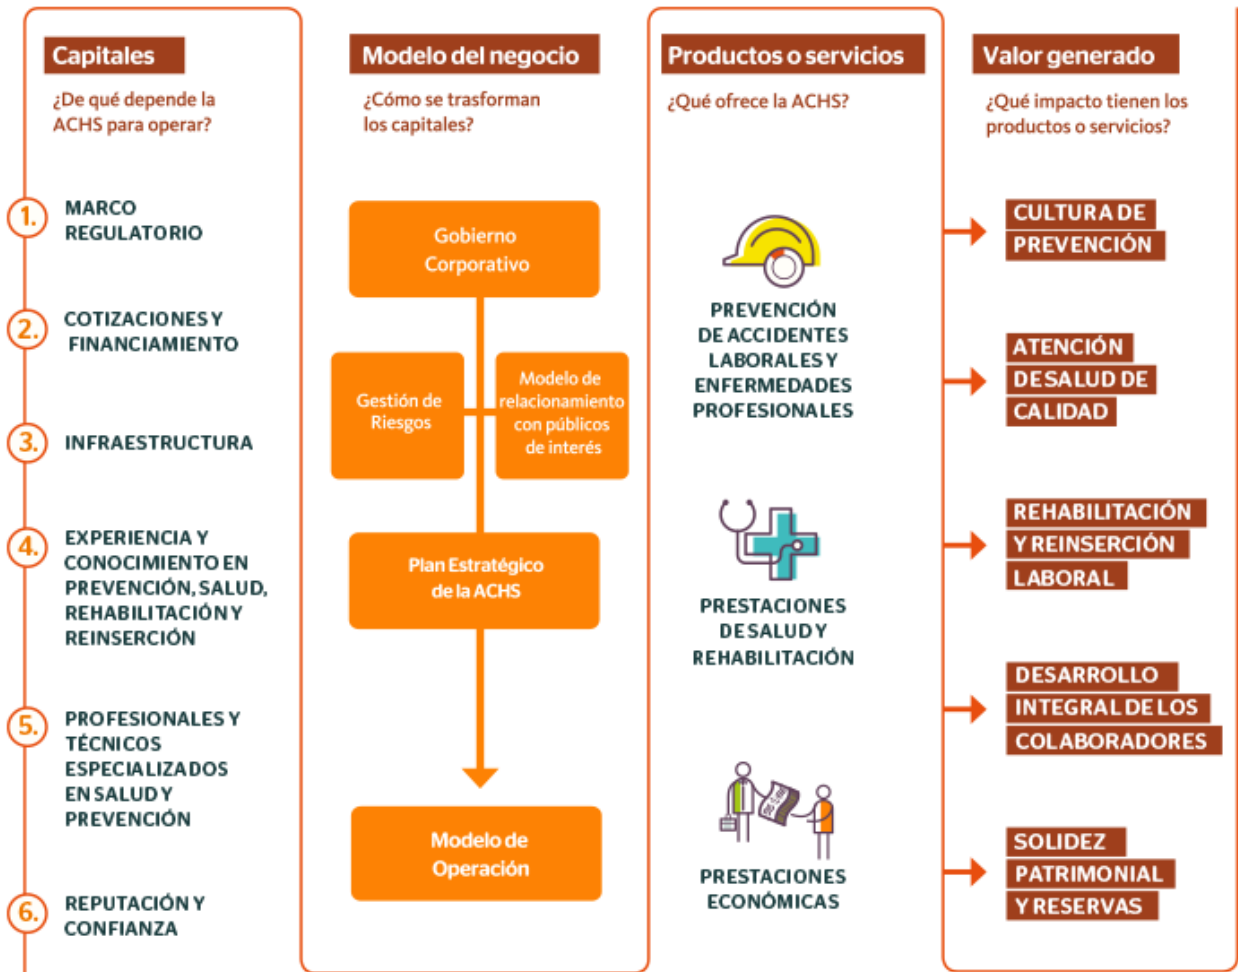 Capitales
¿De qué depende la
ACHS para operar?
1.
MARCO
REGULATORIO
2.
COTIZACIONES Y
FINANCIAMIENTO
3.
INFRAESTRUCTURA
4.
EXPERIENCIA Y
CONOCIMIENTO EN
PREVENCIÓN, SALUD,
REHABILITACIÓN Y
REINSERCIÓN
5.
PROFESIONALES Y
TÉCNICOS
ESPECIALIZADOS
EN SALUD Y
PREVENCIÓN
6.
REPUTACIÓN Y
CONFIANZA
Modelo del negocio
¿Cómo se trasforman
los capitales?
Gobierno
Corporativo
Gestión de
Riesgos
Modelo de
relacionamiento
con públicos
de interés
Plan Estratégico
de la ACHS
Modelo de
Operación
Productos o servicios
¿Qué ofrece la ACHS?
PREVENCIÓN
DE ACCIDENTES
LABORALES Y
ENFERMEDADES
PROFESIONALES
PRESTACIONES
DE SALUD Y
REHABILITACIÓN
PRESTACIONES
ECONÓMICAS
Valor generado
¿Qué impacto tienen los
productos o servicios?
CULTURA DE
PREVENCIÓN
ATENCIÓN
DESALUD DE
CALIDAD
REHABILITACIÓN
Y REINSERCIÓN
LABORAL
DESARROLLO
INTEGRAL DE LOS
COLABORADORES
SOLIDEZ
PATRIMONIAL
Y RESERVAS